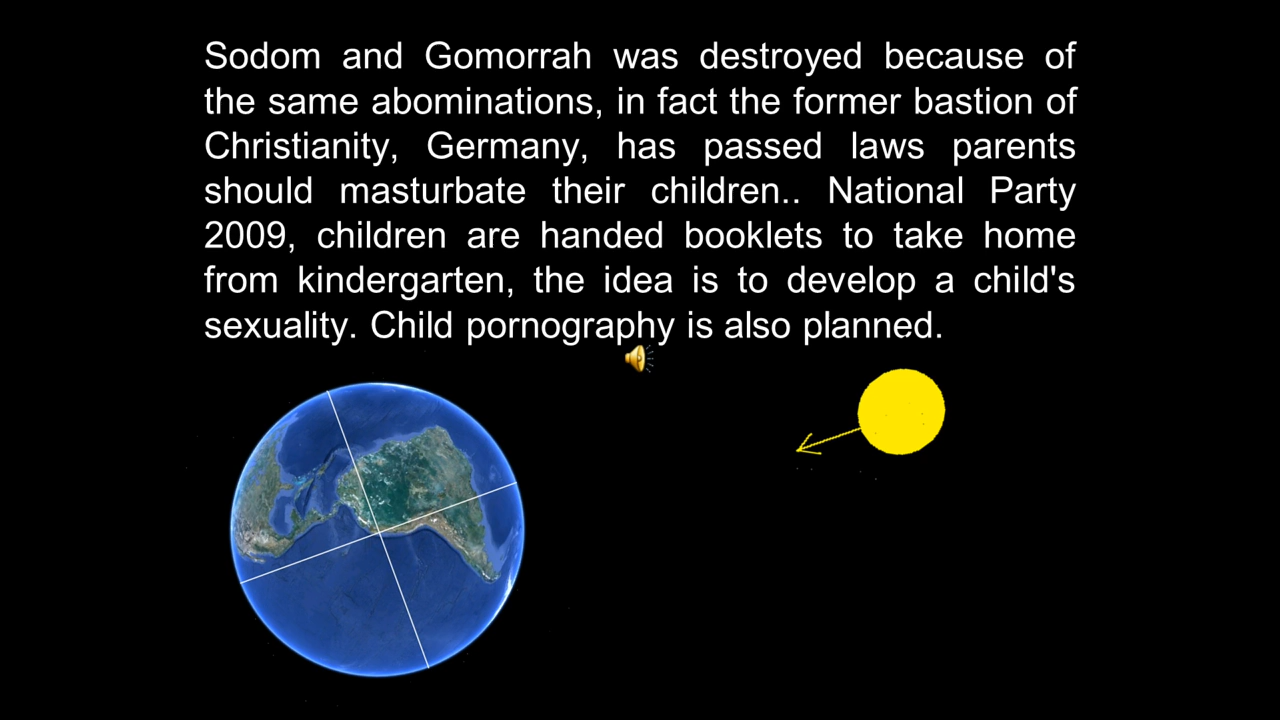 Sodom and Gomorrah was destroyed because of
the same abominations, in fact the former bastion of
Christianity, Germany, has passed laws parents
should masturbate their children.. National Party
2009, children are handed booklets to take home
from kindergarten, the idea is to develop a child's
sexuality. Child pornography is also planned.